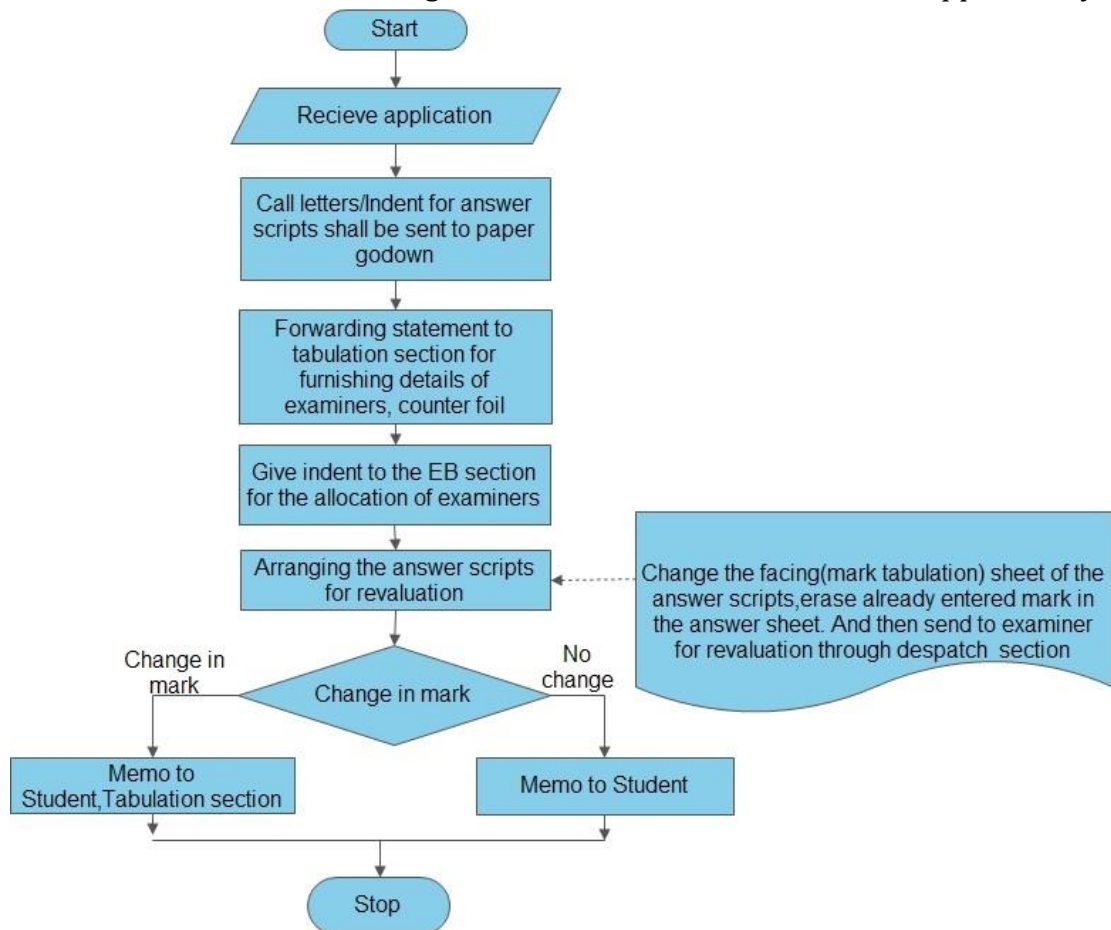 Start
Recieve application
Call letters/Indent for answer
scripts shall be sent to paper
godown
Forwarding statement to
tabulation section for
furnishing details of
examiners, counter foil
Give indent to the EB section
for the allocation of examiners
Arranging the answer scripts
for revaluation
Change the facing(mark tabulation) sheet of the
answer scripts,erase already entered mark in
the answer sheet. And then send to examiner
for revaluation through despatch section
Change in
mark
Change in mark
No
change
Memo to
Student,Tabulation section
Memo to Student
Stop